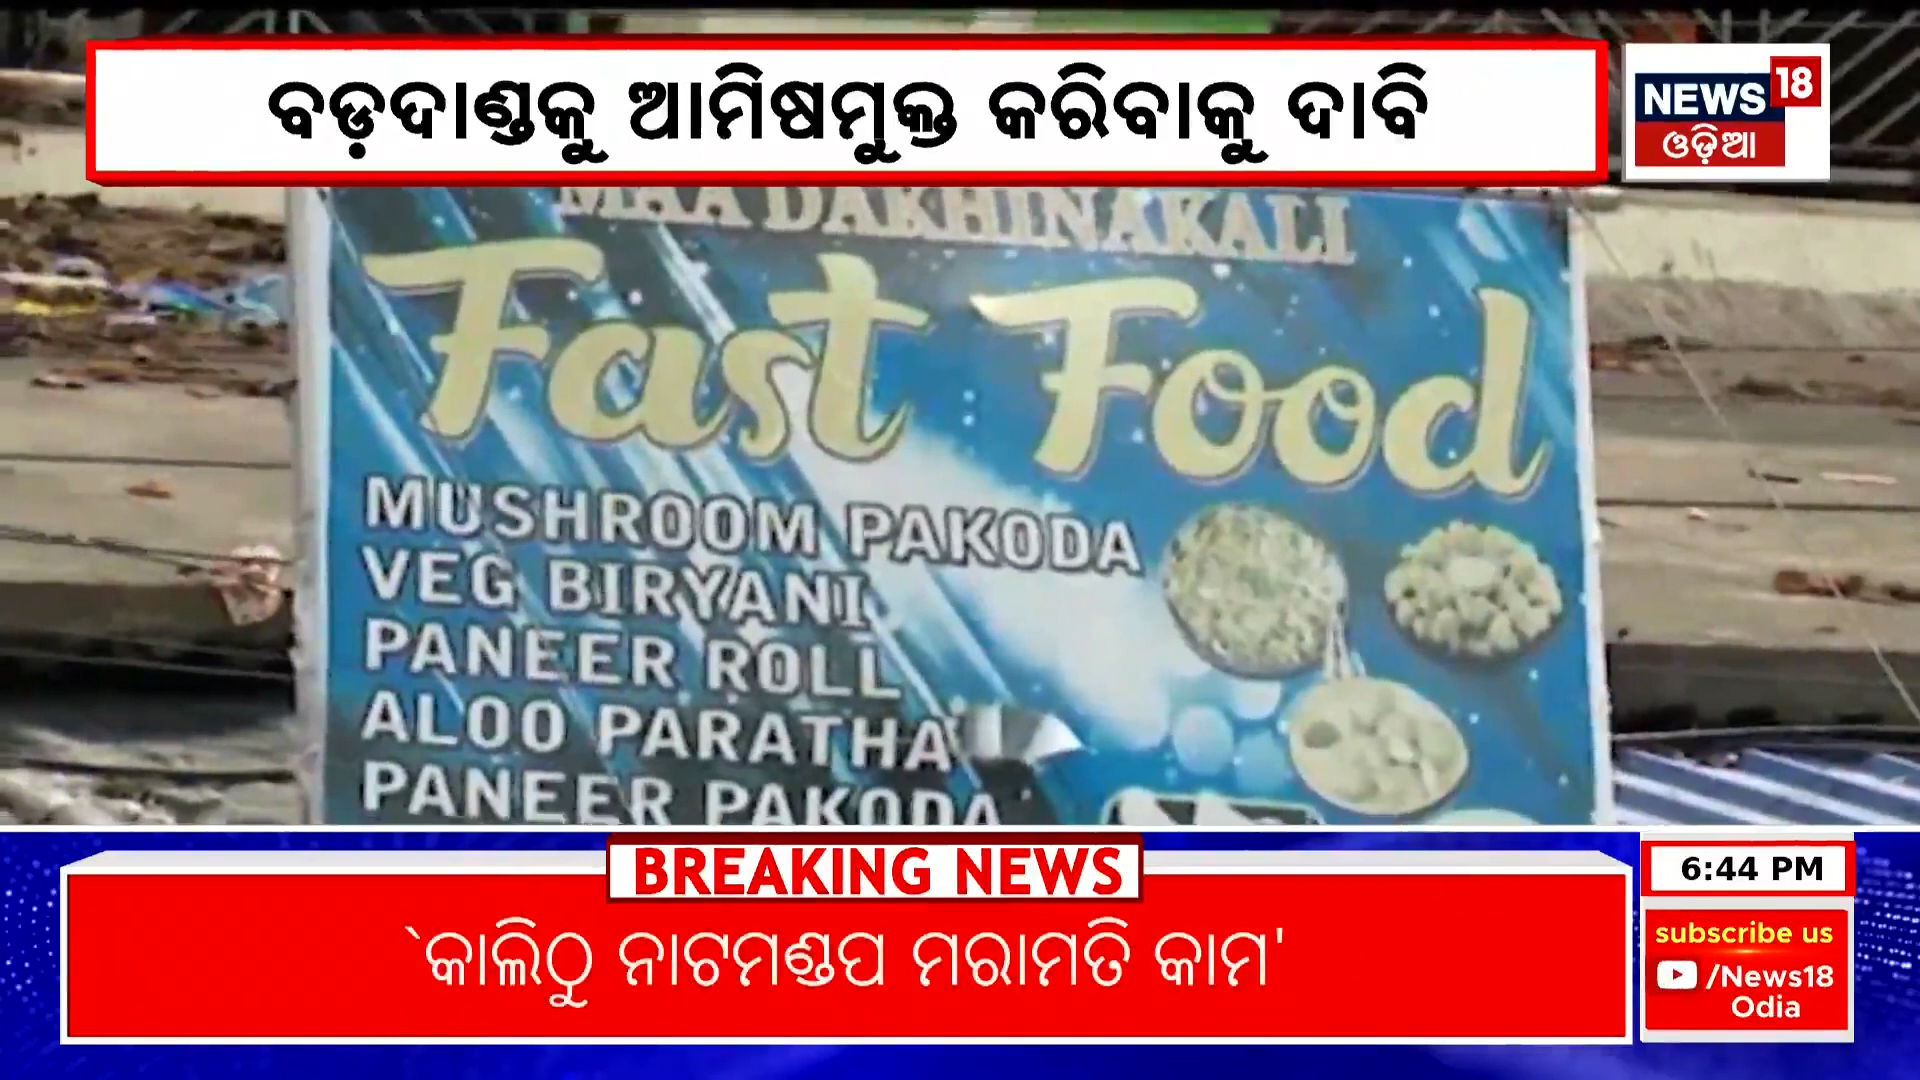 ବଡ଼ଦାଣ୍ଡକୁ ଆମିଷମୁକ୍ତ କରିବାକୁ ଦାବି
NEWS 18
ଓଡ଼ିଆ
MAA DAKHINAKALI
Fast Food
MUSHROOM PAKODA
VEG BIRYANI
PANEER ROLL
ALOO PARATHA
PANEER PAKODA
BREAKING NEWS
`କାଲିଠୁ ନାଟମଣ୍ଡପ ମରାମତି କାମ'
6:44 PM
subscribe us
/News18
Odia